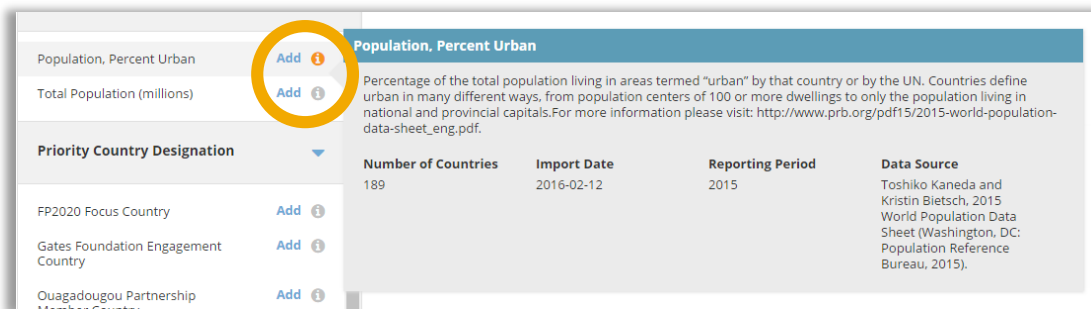 Population, Percent Urban Add
Total Population (millions) Add
Priority Country Designation
FP2020 Focus Country Add
Gates Foundation Engagement Add
Country
Ouagadougou Partnership Add
Member Country
Population, Percent Urban
Percentage of the total population living in areas termed “urban” by that country or by the UN. Countries define
urban in many different ways, from population centers of 100 or more dwellings to only the population living in
national and provincial capitals.For more information please visit: http://www.prb.org/pdf15/2015-world-population-
data-sheet_eng.pdf.
Number of Countries Import Date Reporting Period Data Source
189 2016-02-12 2015 Toshiko Kaneda and
Kristin Bietsch, 2015
World Population Data
Sheet (Washington, DC:
Population Reference
Bureau, 2015).